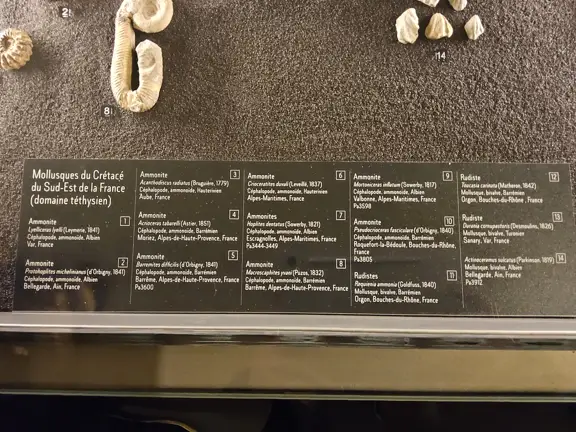 2
8
14
Mollusques du Crétacé
du Sud-Est de la France
(domaine téthysien)
Ammonite 1
Lyelliceras lyelli (Leymerie, 1841)
Céphalopode, ammonoïde, Albien
Var, France
Ammonite 2
Protohoplites michelinianus (d'Orbigny, 1841)
Céphalopode, ammonoïde, Albien
Bellegarde, Ain, France
Ammonite 3
Acanthodiscus radiatus (Bruguière, 1779)
Céphalopode, ammonoïde, Hauterivien
Aube, France
Ammonite 4
(Astier, 1851)
Céphalopode, ammonoïde, Barrémien
Moriez, Alpes-de-Haute-Provence, France
Ammonite 5
Barremites difficilis (d'Orbigny, 1841)
Céphalopode, ammonoïde, Barrémien
Barrême, Alpes-de-Haute-Provence, France
Pa3600
Ammonite 6
Crioceratites duvali (Leveillé, 1837)
Céphalopode, ammonoïde, Hauterivien
Alpes-Maritimes, France
Ammonites 7
Hoplites dentatus (Sowerby, 1821)
Céphalopode, ammonoïde, Albien
Escragnolles, Alpes-Maritimes, France
Pa3444-3449
Ammonite 8
Macroscaphites yvani (Puzos, 1832)
Céphalopode, ammonoïde, Barrémien
Barrême, Alpes-de-Haute-Provence, France
Ammonite 9
Mortoniceras inflatum (Sowerby, 1817)
Céphalopode, ammonoïde, Albien
Valbonne, Alpes-Maritimes, France
Pa3598
Ammonite 10
Pseudocrioceras fasciculare (d'Orbigny, 1840)
Céphalopode, ammonoïde, Barrémien
Roquefort-la-Bédoule, Bouches-du-Rhône,
France
Pa3805
Rudistes 11
Requienia ammonia (Goldfuss, 1840)
Mollusque, bivalve, Barrémien
Orgon, Bouches-du-Rhône, France
Rudiste 12
Toucasia carinata (Matheron, 1842)
Mollusque, bivalve, Barrémien
Orgon, Bouches-du-Rhône, France
Rudiste 13
Durania cornupastoris (Desmoulins, 1826)
Mollusque, bivalve, Turonien
Sanary, Var, France
Actinoceramus sulcatus (Parkinson, 1819) 14
Mollusque, bivalve, Albien
Bellegarde, Ain, France
Pa3912